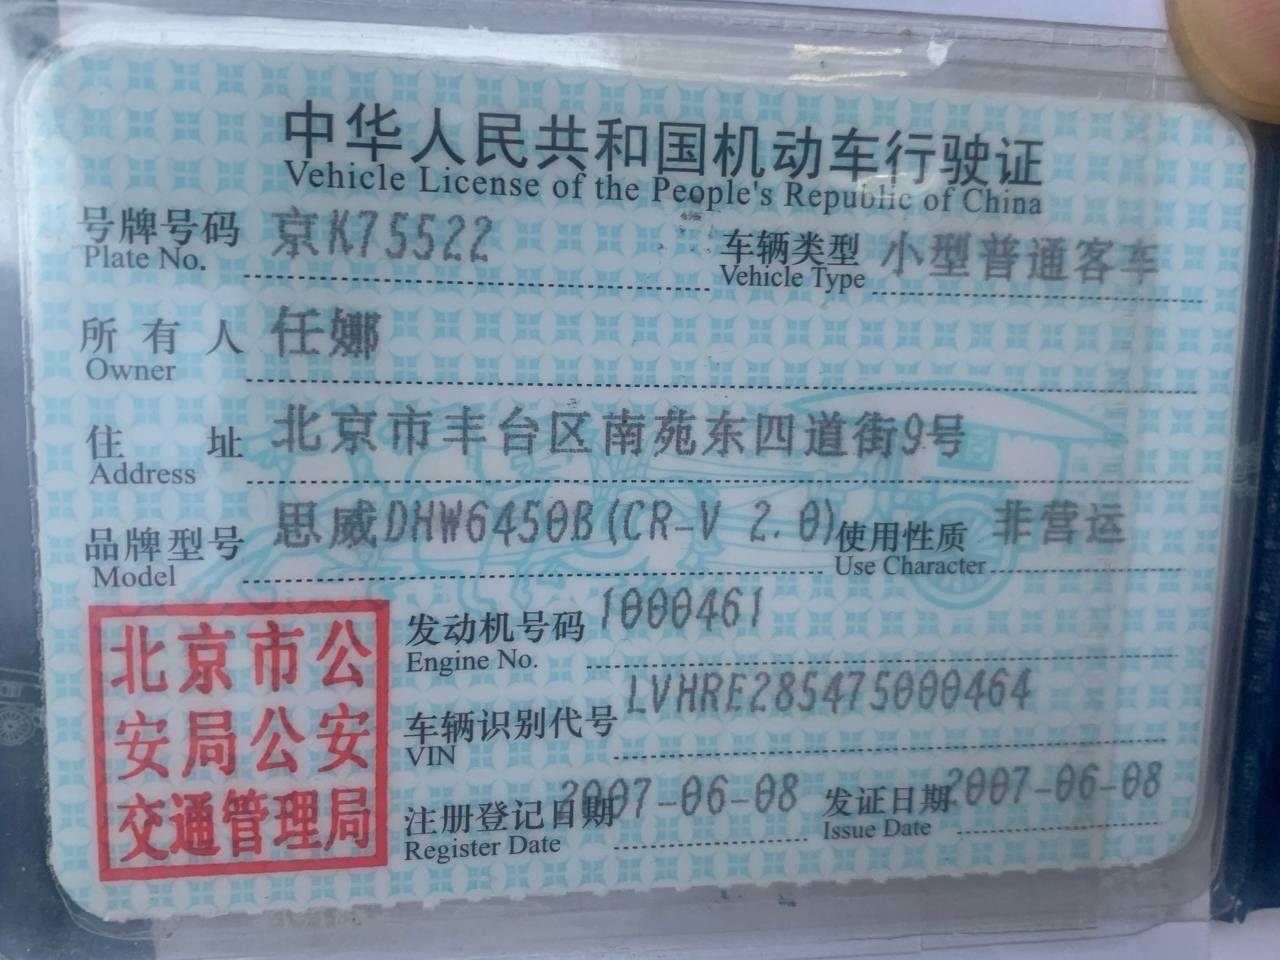 中华人民共和国机动车行驶证
Vehicle License of the People's Republic of China
号牌号码 京K75522 车辆类型 小型普通客车
Plate No. Vehicle Type
所有人 任娜
Owner
住址 北京市丰台区南苑东四道街9号
Address
品牌型号 思威DHW6450B(CR-V 2.0) 使用性质 非营运
Model Use Character
发动机号码 1000461
Engine No.
车辆识别代号 LVHRE285475000464
VIN
注册登记日期 2007-06-08 发证日期 2007-06-08
Register Date Issue Date
北京市公
安局公安
交通管理局